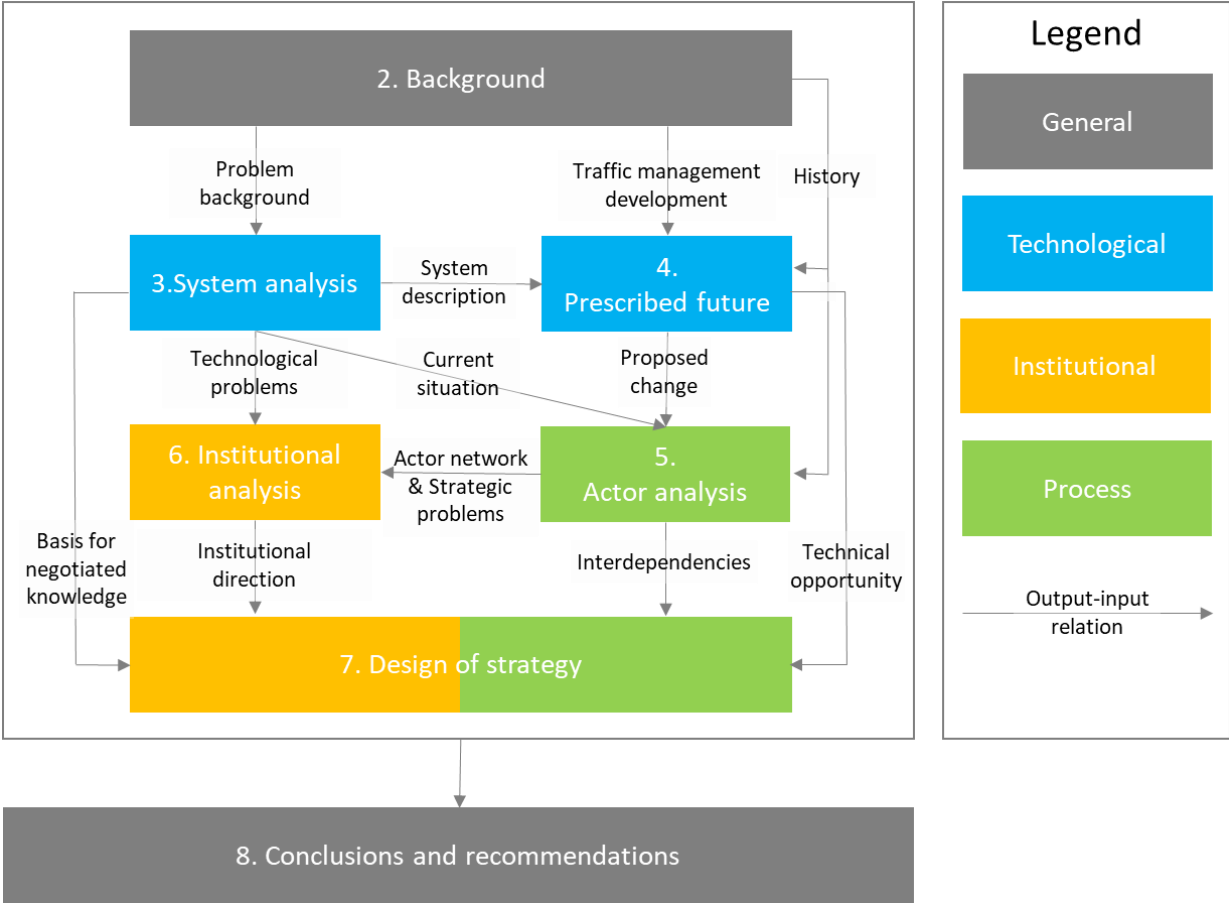 2. Background
Problem
background
Traffic management
development
History
3.System analysis
System
description
4.
Prescribed future
Technological
problems
Current
situation
Proposed
change
6. Institutional
analysis
Actor network
& Strategic
problems
5.
Actor analysis
Basis for
negotiated
knowledge
Institutional
direction
Interdependencies
Technical
opportunity
7. Design of strategy
8. Conclusions and recommendations
Legend
General
Technological
Institutional
Process
Output-input
relation